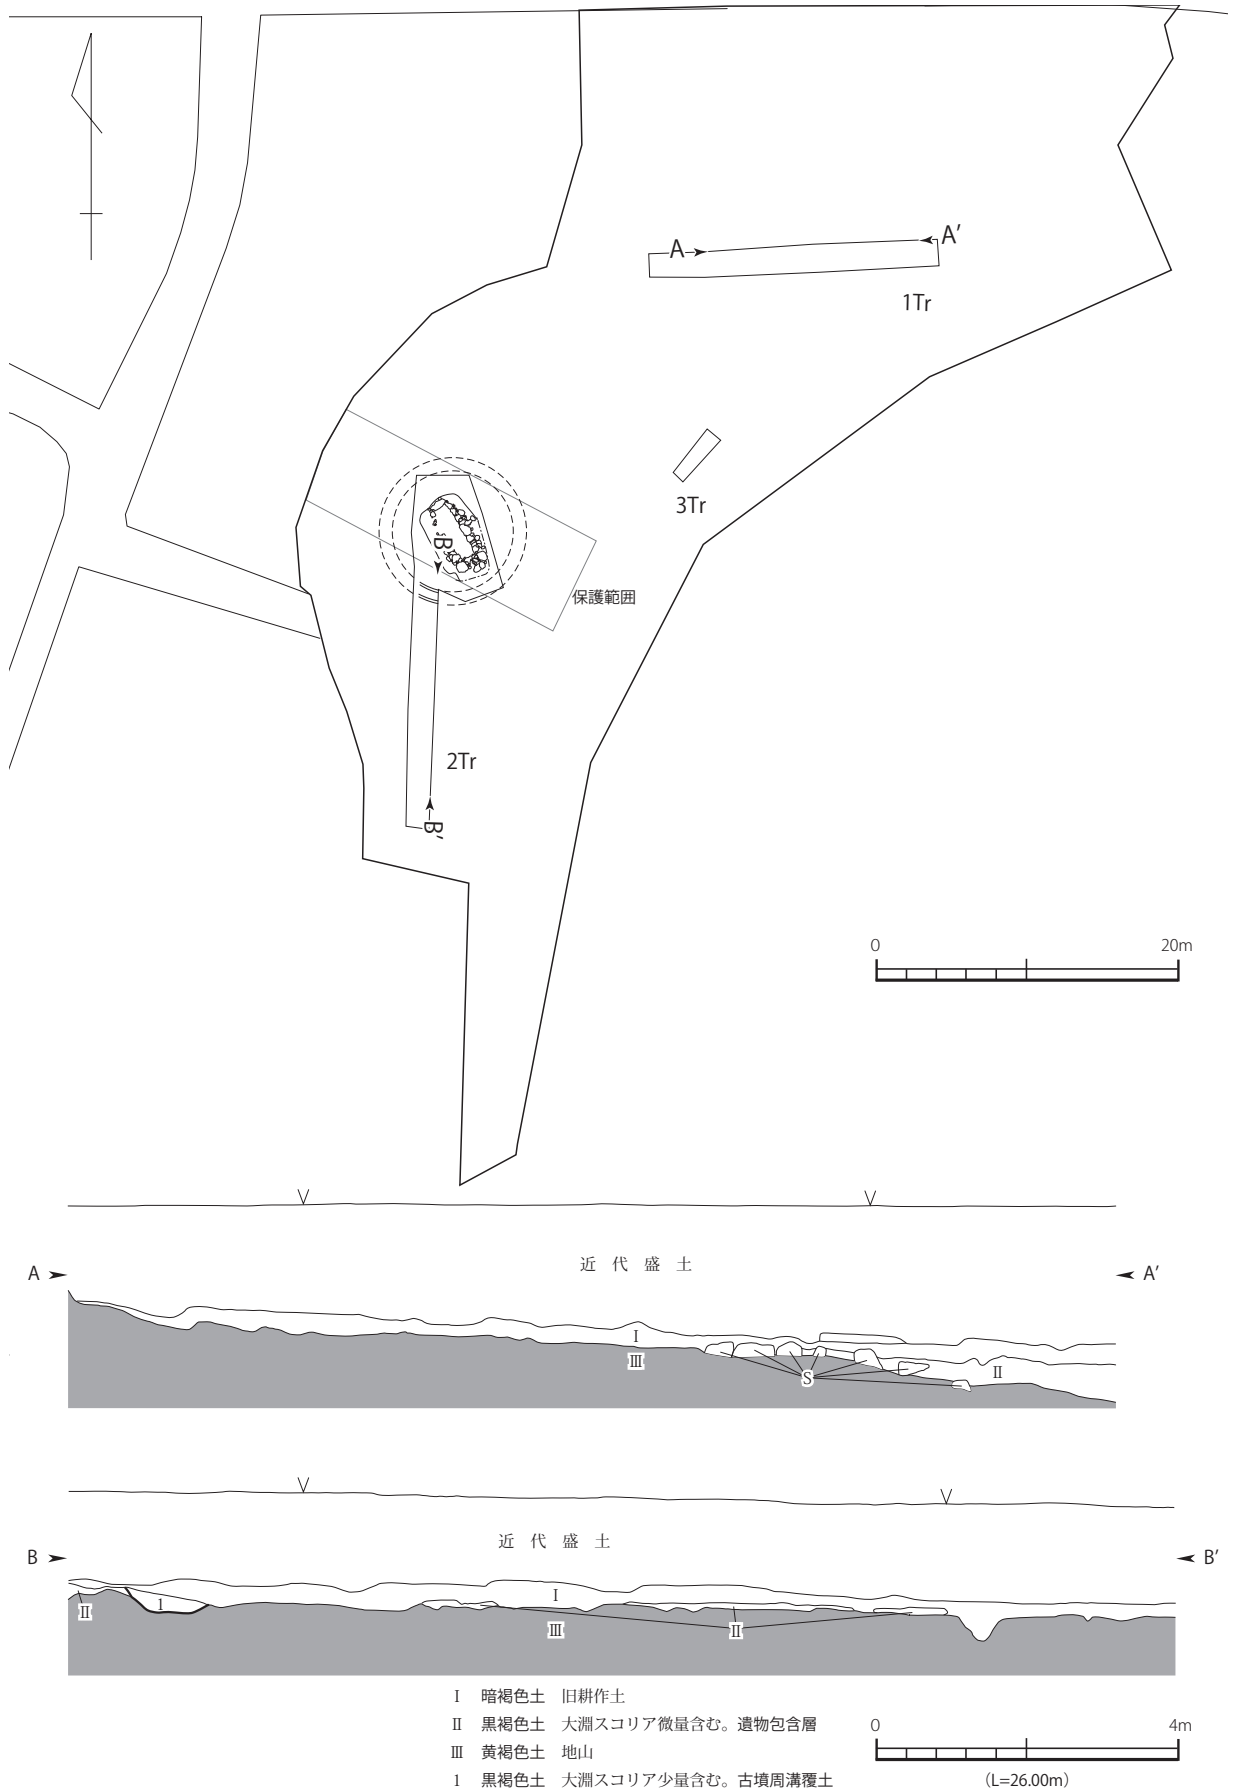 A
A′
1Tr
3Tr
B
保護範囲
2Tr
B′
0 20m
近代盛土
A
A′
Ⅰ
Ⅲ
S
Ⅱ
近代盛土
B
B′
Ⅰ
1
Ⅱ
Ⅲ
Ⅱ
Ⅰ 暗褐色土 旧耕作土
Ⅱ 黒褐色土 大淵スコリア微量含む。遺物包含層
Ⅲ 黄褐色土 地山
1 黒褐色土 大淵スコリア少量含む。古墳周溝覆土
0 4m
(L=26.00m)